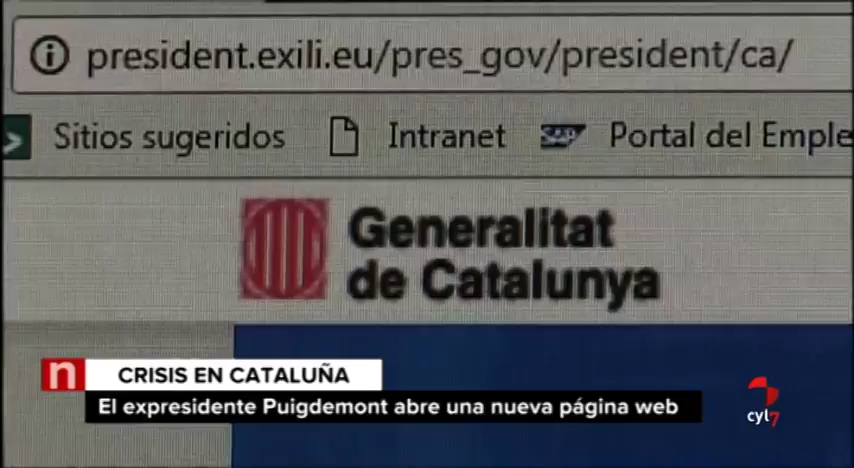 president.exili.eu/pres_gov/president/ca/
Sitios sugeridos Intranet SAP Portal del Emple
Generalitat
de Catalunya
n CRISIS EN CATALUÑA
El expresidente Puigdemont abre una nueva página web
cyl7